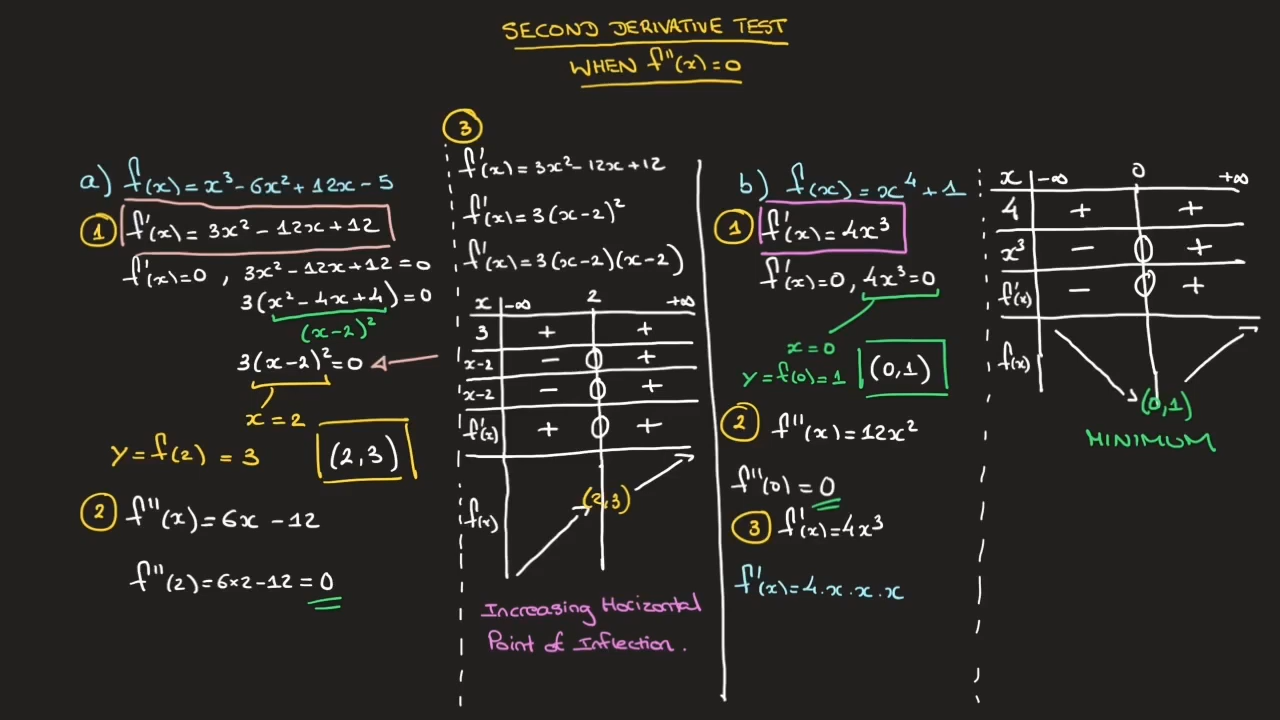 SECOND DERIVATIVE TEST
WHEN f''(x)=0
a) f(x)=x³-6x²+12x-5
1 f'(x)=3x²-12x+12
f'(x)=0, 3x²-12x+12=0
3(x²-4x+4)=0
(x-2)²
3(x-2)²=0
x=2
y=f(2)=3 (2,3)
2 f''(x)=6x-12
f''(2)=6×2-12=0
3
f'(x)=3x²-12x+12
f'(x)=3(x-2)²
f'(x)=3(x-2)(x-2)
x -∞ 2 +∞
3 + +
x-2 - 0 +
x-2 - 0 +
f'(x) + 0 +
f(x) (2,3)
Increasing Horizontal
Point of Inflection.
b) f(x)=x⁴+1
1 f'(x)=4x³
f'(x)=0, 4x³=0
x=0
y=f(0)=1 (0,1)
2 f''(x)=12x²
f''(0)=0
3 f'(x)=4x³
f'(x)=4.x.x.x
x -∞ 0 +∞
4 + +
x³ - 0 +
f'(x) - 0 +
f(x) (0,1)
MINIMUM